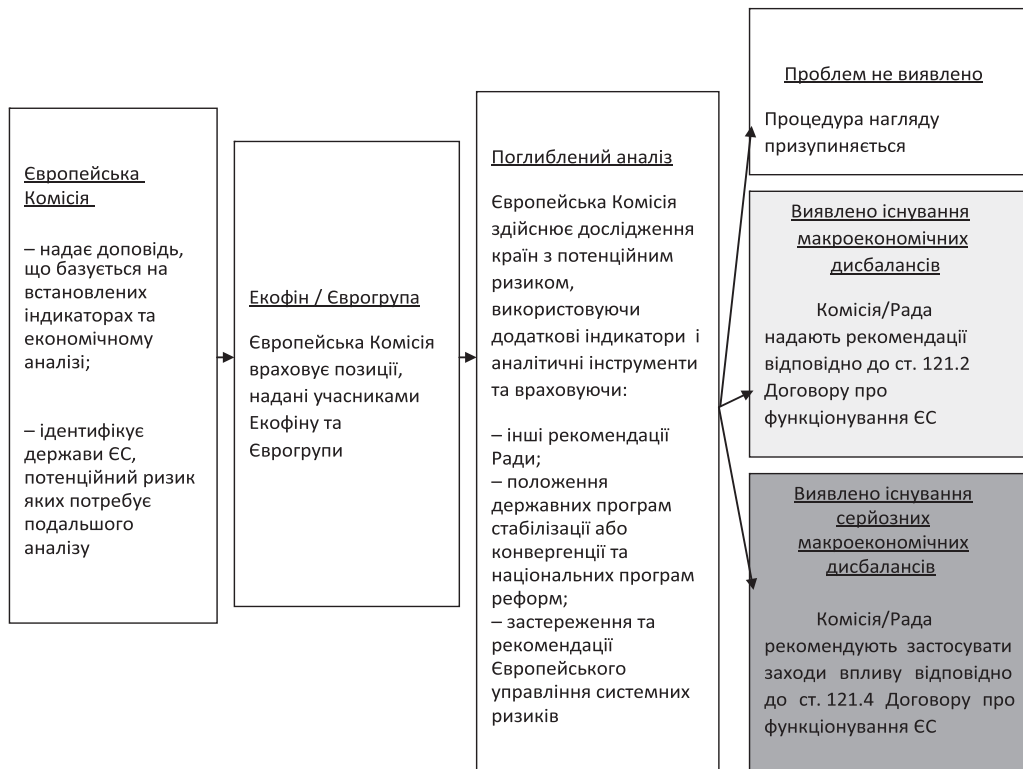 Європейська
Комісія
– надає доповідь,
що базується на
встановлених
індикаторах та
економічному
аналізі;
– ідентифікує
держави ЄС,
потенційний ризик
яких потребує
подальшого
аналізу
Екофін / Єврогрупа
Європейська Комісія
враховує позиції,
надані учасниками
Екофіну та
Єврогрупи
Поглиблений аналіз
Європейська Комісія
здійснює дослідження
країн з потенційним
ризиком,
використовуючи
додаткові індикатори і
аналітичні інструменти
та враховуючи:
– інші рекомендації
Ради;
– положення
державних програм
стабілізації або
конвергенції та
національних програм
реформ;
– застереження та
рекомендації
Європейського
управління системних
ризиків
Проблем не виявлено
Процедура нагляду
призупиняється
Виявлено існування
макроекономічних
дисбалансів
Комісія/Рада
надають рекомендації
відповідно до ст. 121.2
Договору про
функціонування ЄС
Виявлено існування
серйозних
макроекономічних
дисбалансів
Комісія/Рада
рекомендують застосувати
заходи впливу відповідно
до ст. 121.4 Договору про
функціонування ЄС